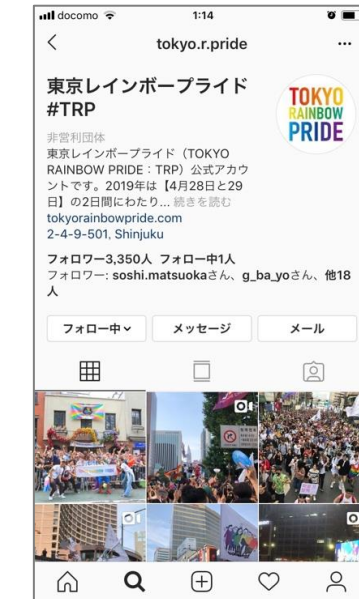 docomo
1:14
tokyo.r.pride
東京レインボープライド
#TRP
TOKYO
RAINBOW
PRIDE
非営利団体
東京レインボープライド（TOKYO
RAINBOW PRIDE：TRP）公式アカウ
ントです。2019年は【4月28日と29
日】の2日間にわたり... 続きを読む
tokyorainbowpride.com
2-4-9-501, Shinjuku
フォロワー3,350人 フォロー中1人
フォロワー: soshi.matsuokaさん、g_ba_yoさん、他18
人
フォロー中
メッセージ
メール